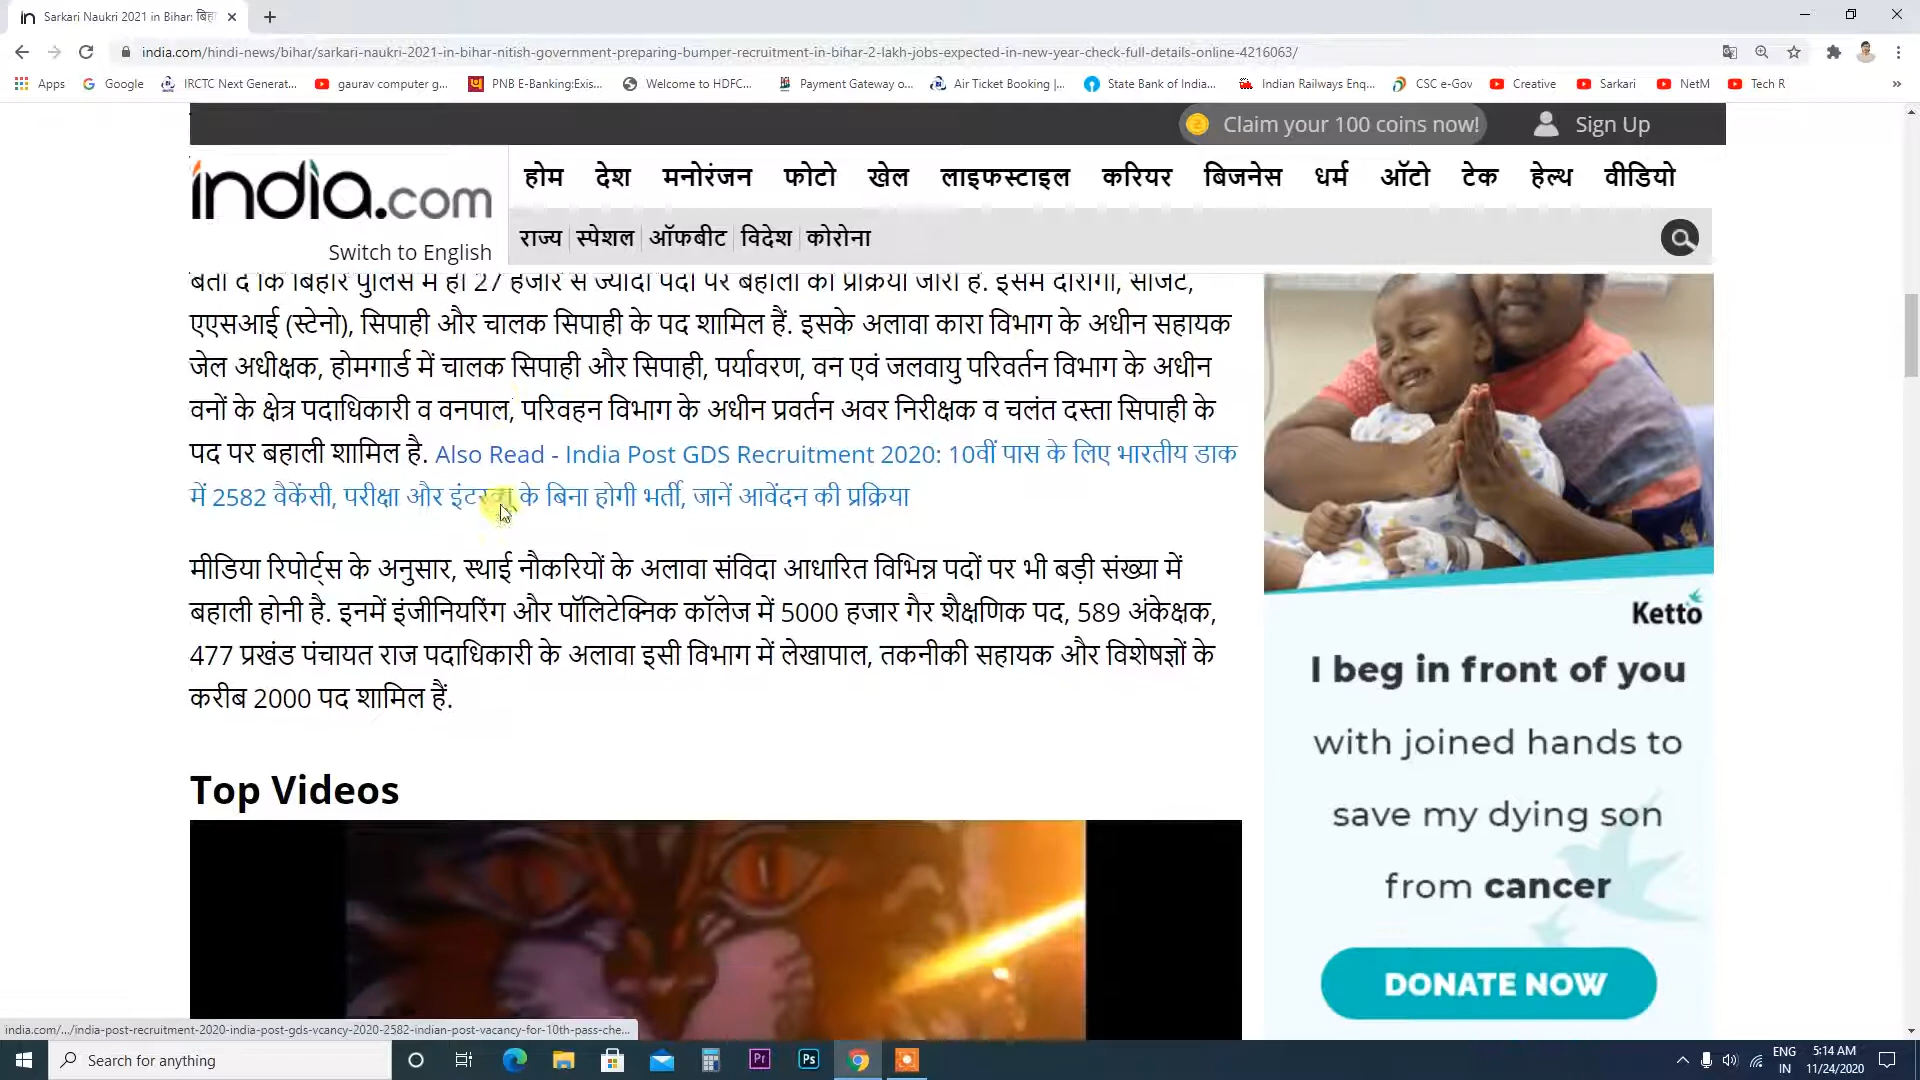 in Sarkari Naukri 2021 in Bihar:
india.com/hindi-news/bihar/sarkari-naukri-2021-in-bihar-nitish-government-preparing-bumper-recruitment-in-bihar-2-lakh-jobs-expected-in-new-year-check-full-details-online-4216063/
Apps Google IRCTC Next Generat... gaurav computer g... PNB E-Banking:Exis... Welcome to HDFC... Payment Gateway o... Air Ticket Booking |... State Bank of India... Indian Railways Enq... CSC e-Gov Creative Sarkari NetM Tech R
Claim your 100 coins now! Sign Up
india.com
होम देश मनोरंजन फोटो खेल लाइफस्टाइल करियर बिजनेस धर्म ऑटो टेक हेल्थ वीडियो
राज्य स्पेशल ऑफबीट विदेश कोरोना
Switch to English
बता दें कि बिहार पुलिस में ही 27 हजार से ज्यादा पदों पर बहाली की प्रक्रिया जारी है. इसमें दारोगा, सार्जेंट,
एएसआई (स्टेनो), सिपाही और चालक सिपाही के पद शामिल हैं. इसके अलावा कारा विभाग के अधीन सहायक
जेल अधीक्षक, होमगार्ड में चालक सिपाही और सिपाही, पर्यावरण, वन एवं जलवायु परिवर्तन विभाग के अधीन
वनों के क्षेत्र पदाधिकारी व वनपाल, परिवहन विभाग के अधीन प्रवर्तन अवर निरीक्षक व चलंत दस्ता सिपाही के
पद पर बहाली शामिल है. Also Read - India Post GDS Recruitment 2020: 10वीं पास के लिए भारतीय डाक
में 2582 वैकेंसी, परीक्षा और इंटरव्यू के बिना होगी भर्ती, जानें आवेंदन की प्रक्रिया
मीडिया रिपोर्ट्स के अनुसार, स्थाई नौकरियों के अलावा संविदा आधारित विभिन्न पदों पर भी बड़ी संख्या में
बहाली होनी है. इनमें इंजीनियरिंग और पॉलिटेक्निक कॉलेज में 5000 हजार गैर शैक्षणिक पद, 589 अंकेक्षक,
477 प्रखंड पंचायत राज पदाधिकारी के अलावा इसी विभाग में लेखापाल, तकनीकी सहायक और विशेषज्ञों के
करीब 2000 पद शामिल हैं.
Top Videos
Ketto
I beg in front of you
with joined hands to
save my dying son
from cancer
DONATE NOW
india.com/.../india-post-recruitment-2020-india-post-gds-vcancy-2020-2582-indian-post-vacancy-for-10th-pass-che...
Search for anything
Pr Ps
ENG 5:14 AM
IN 11/24/2020